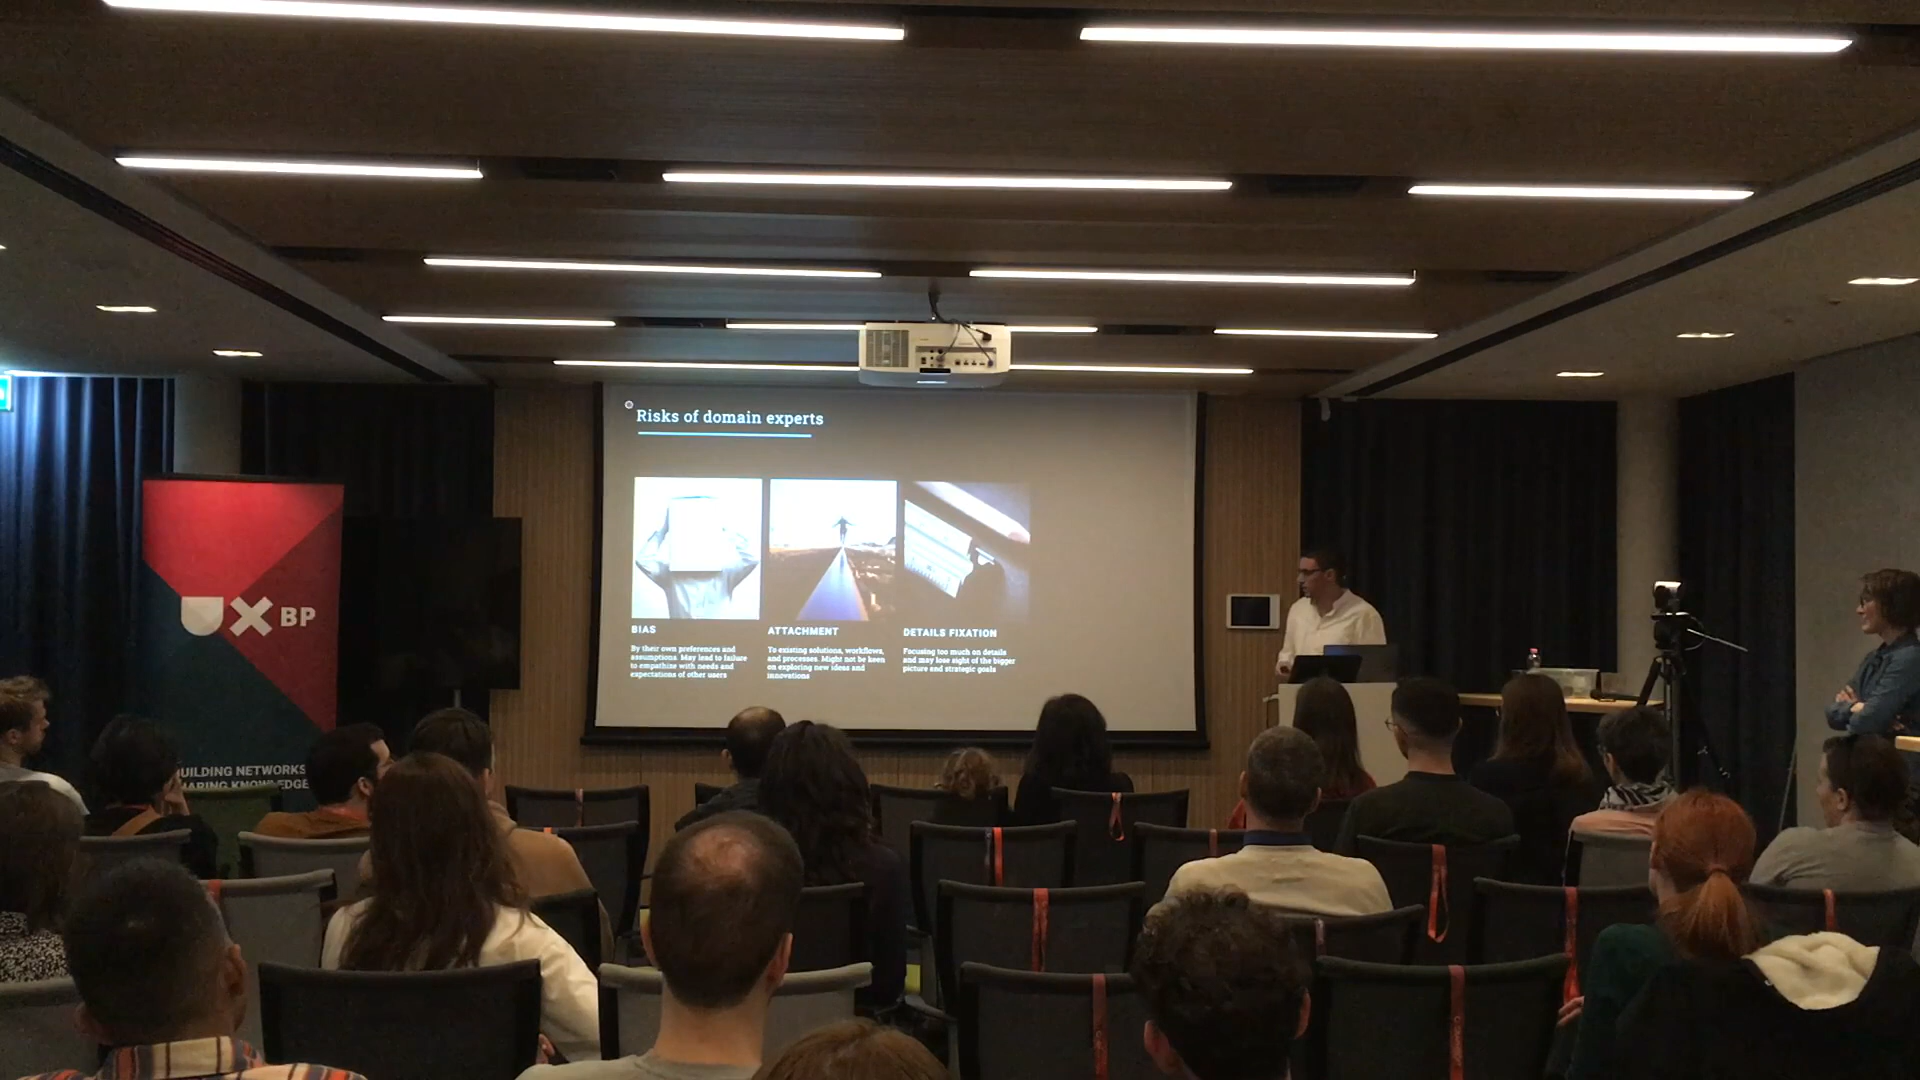 Risks of domain experts
BIAS
By their own preferences and
assumptions. May lead to failure
to empathize with needs and
expectations of other users
ATTACHMENT
To existing solutions, workflows,
and processes. Might not be keen
on exploring new ideas and
innovations
DETAILS FIXATION
Focusing too much on details
and may lose sight of the bigger
picture and strategic goals
UX BP
UILDING NETWORKS
HARING KNOWLEDGE